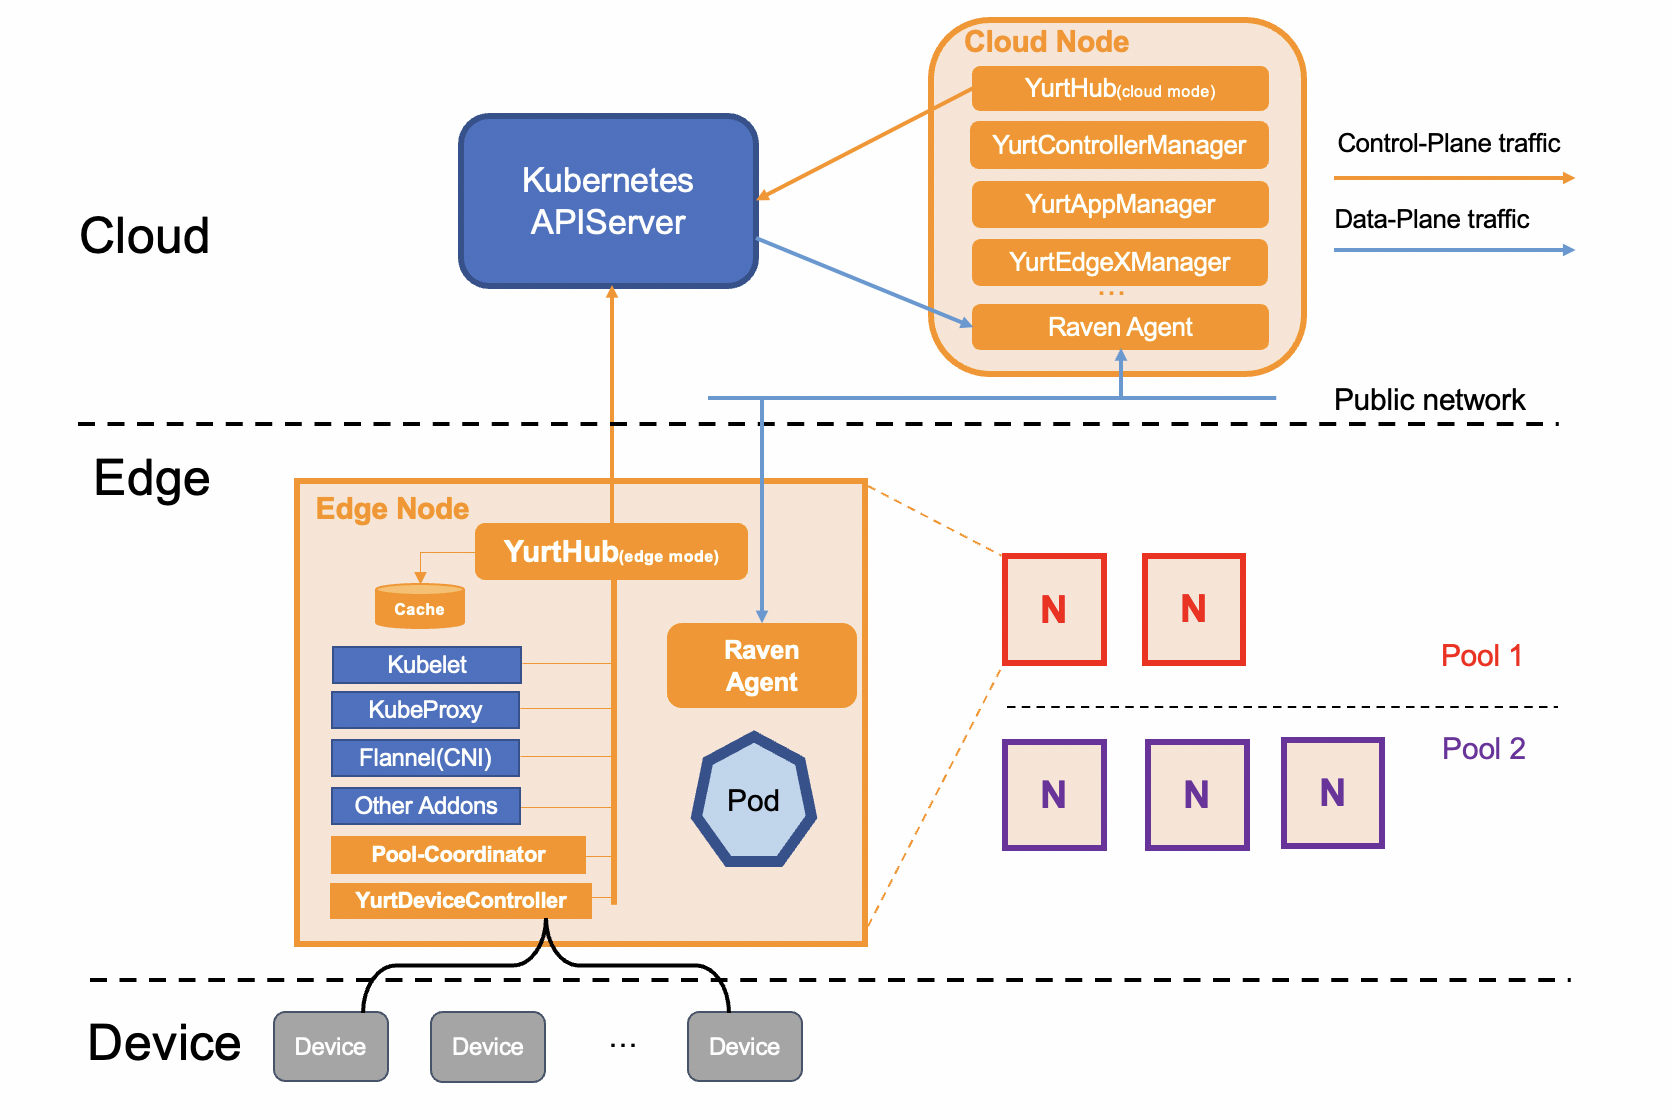 Cloud Node
YurtHub(cloud mode)
YurtControllerManager
YurtAppManager
YurtEdgeXManager
...
Raven Agent
Kubernetes
APIServer
Control-Plane traffic
Data-Plane traffic
Cloud
Public network
Edge
Edge Node
YurtHub(edge mode)
Cache
Kubelet
KubeProxy
Flannel(CNI)
Other Addons
Pool-Coordinator
YurtDeviceController
Raven
Agent
Pod
N
N
Pool 1
Pool 2
N
N
N
Device
Device
Device
...
Device